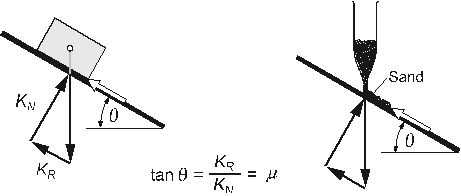 Sand
K_N
θ
K_R
θ
tan θ = K_R / K_N = μ